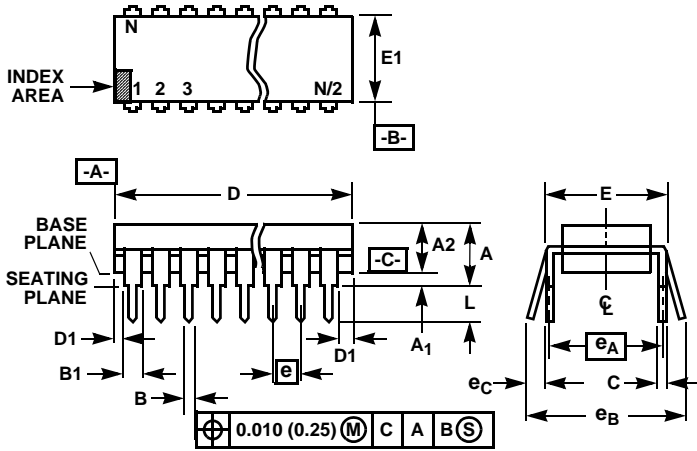 N
E1
INDEX
AREA
1 2 3 N/2
-B-
-A-
D E
BASE
PLANE
A2 A
-C-
SEATING
PLANE
L
℄
D1 A1 D1
eA
B1 e
eC C
B
eB
⌖ 0.010 (0.25) Ⓜ C A B Ⓢ